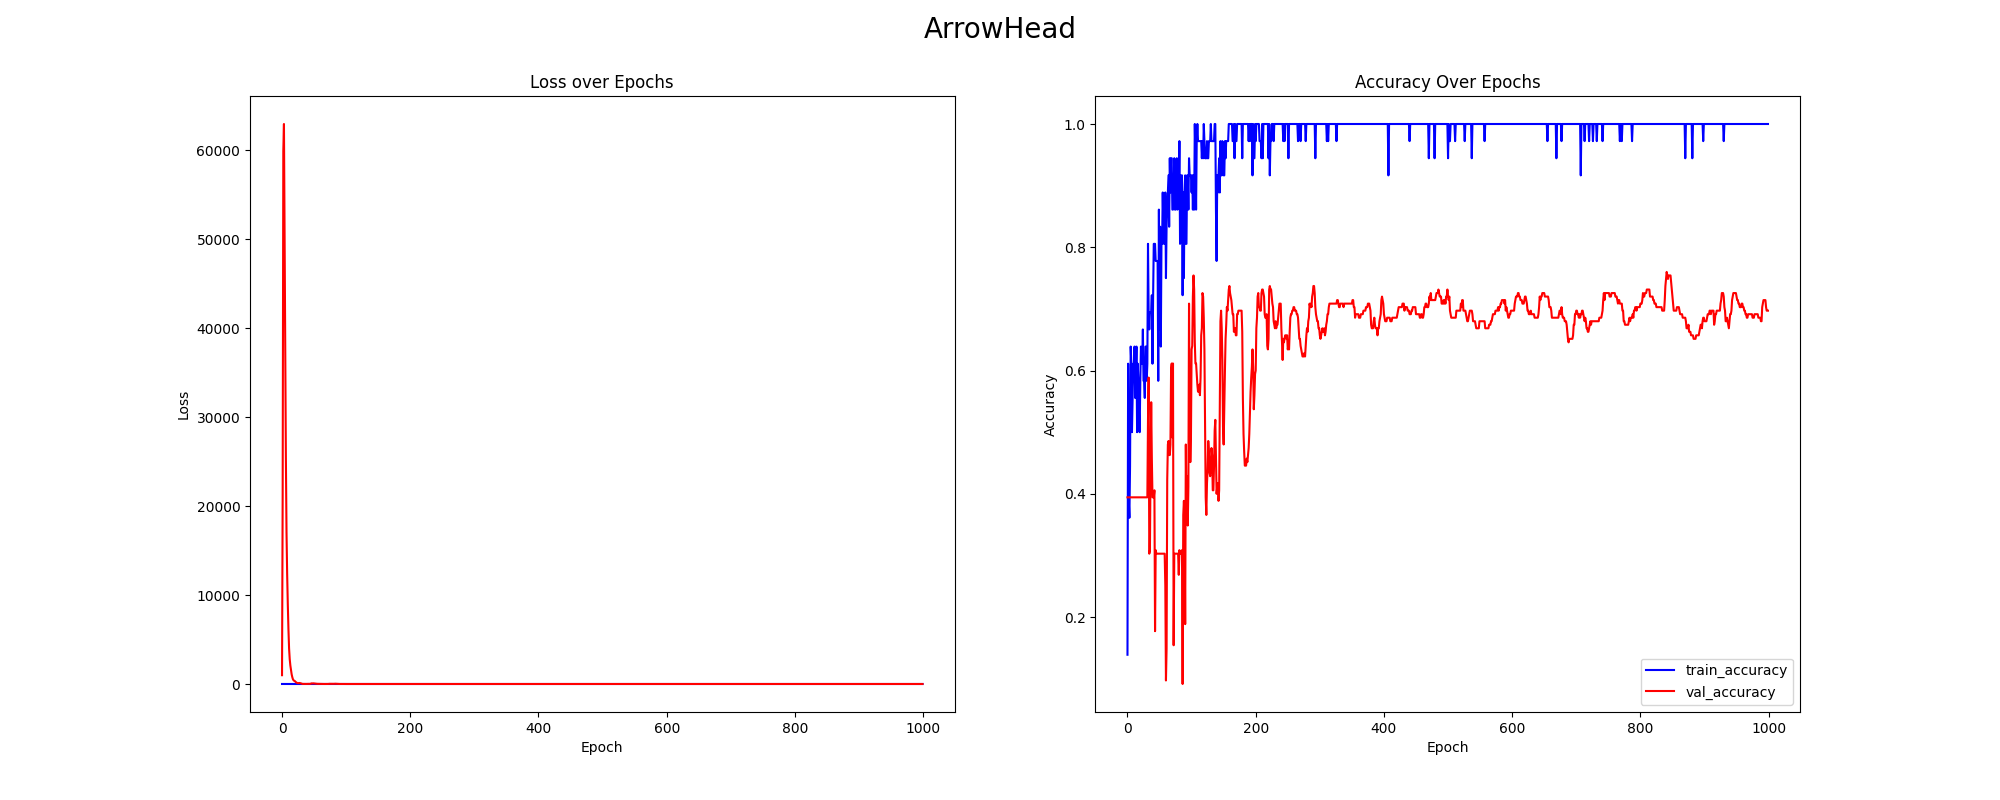 ArrowHead
Loss over Epochs
Loss
60000
50000
40000
30000
20000
10000
0
0 200 400 600 800 1000
Epoch
Accuracy Over Epochs
Accuracy
1.0
0.8
0.6
0.4
0.2
train_accuracy
val_accuracy
0 200 400 600 800 1000
Epoch